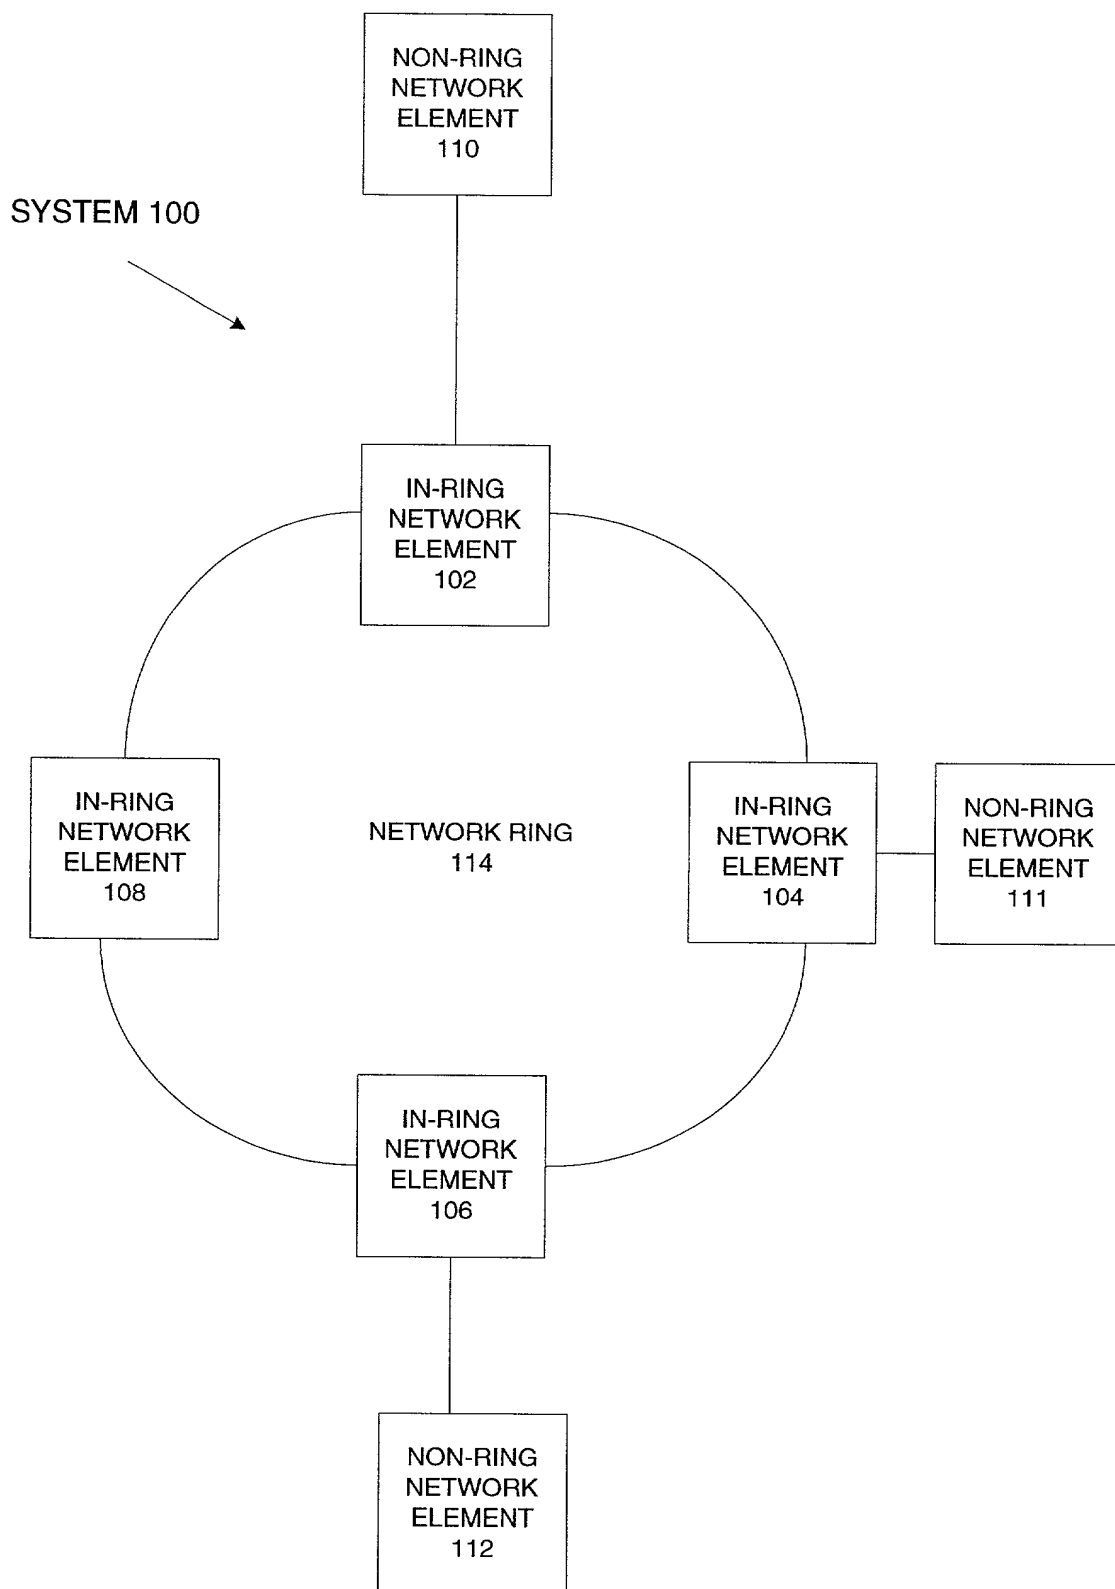 NON-RING
NETWORK
ELEMENT
110
SYSTEM 100
IN-RING
NETWORK
ELEMENT
102
IN-RING
NETWORK
ELEMENT
108
NETWORK RING
114
IN-RING
NETWORK
ELEMENT
104
NON-RING
NETWORK
ELEMENT
111
IN-RING
NETWORK
ELEMENT
106
NON-RING
NETWORK
ELEMENT
112